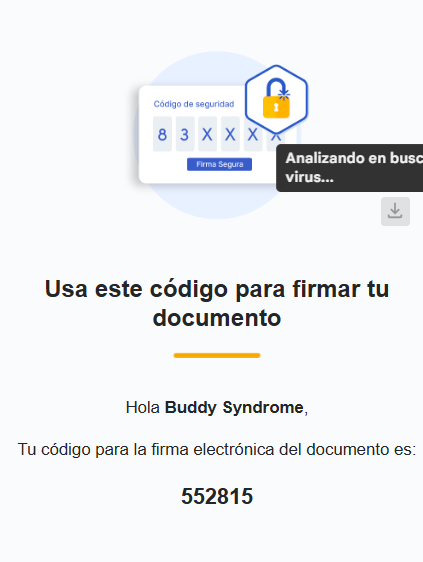 Código de seguridad
8 3 X X X X
Firma Segura
Analizando en busc
virus...
Usa este código para firmar tu
documento
Hola Buddy Syndrome,
Tu código para la firma electrónica del documento es:
552815